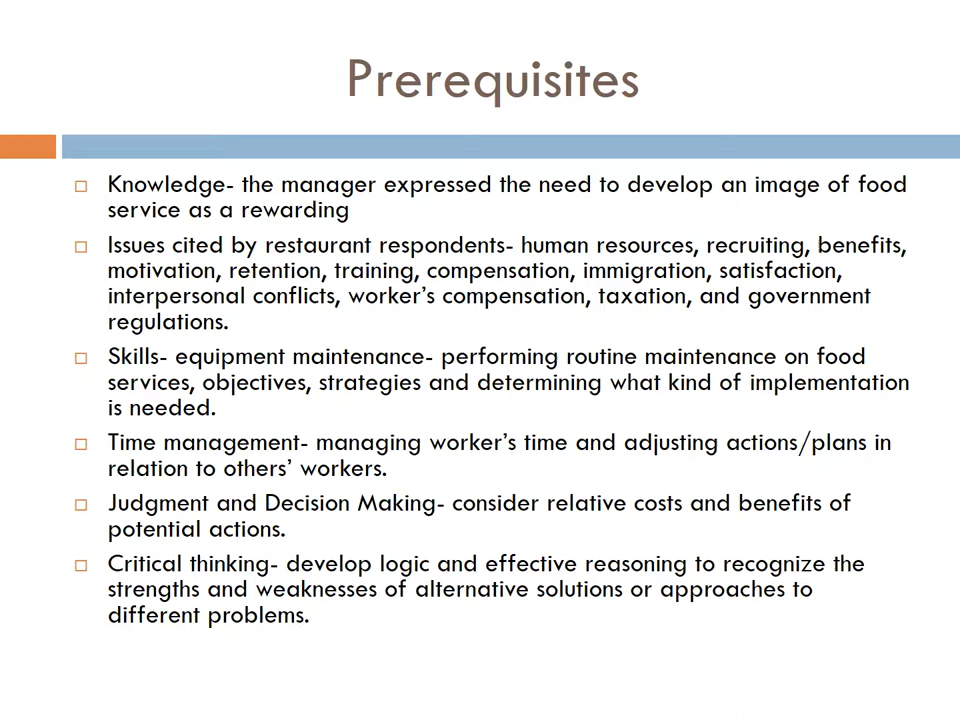 Prerequisites
Knowledge- the manager expressed the need to develop an image of food
service as a rewarding
Issues cited by restaurant respondents- human resources, recruiting, benefits,
motivation, retention, training, compensation, immigration, satisfaction,
interpersonal conflicts, worker’s compensation, taxation, and government
regulations.
Skills- equipment maintenance- performing routine maintenance on food
services, objectives, strategies and determining what kind of implementation
is needed.
Time management- managing worker’s time and adjusting actions/plans in
relation to others’ workers.
Judgment and Decision Making- consider relative costs and benefits of
potential actions.
Critical thinking- develop logic and effective reasoning to recognize the
strengths and weaknesses of alternative solutions or approaches to
different problems.